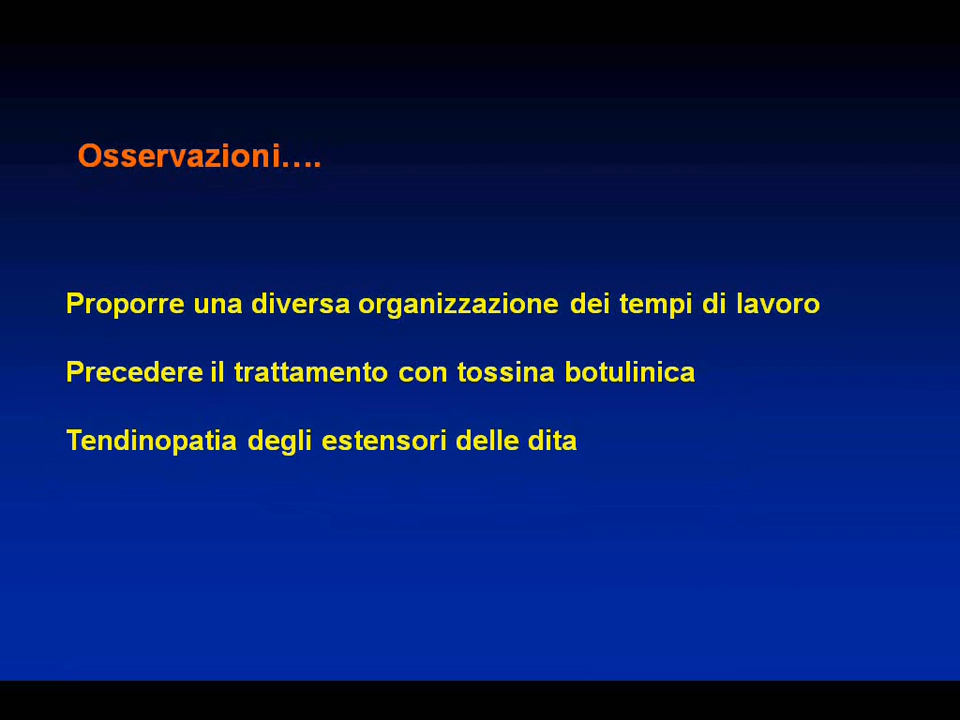 Osservazioni….
Proporre una diversa organizzazione dei tempi di lavoro
Precedere il trattamento con tossina botulinica
Tendinopatia degli estensori delle dita